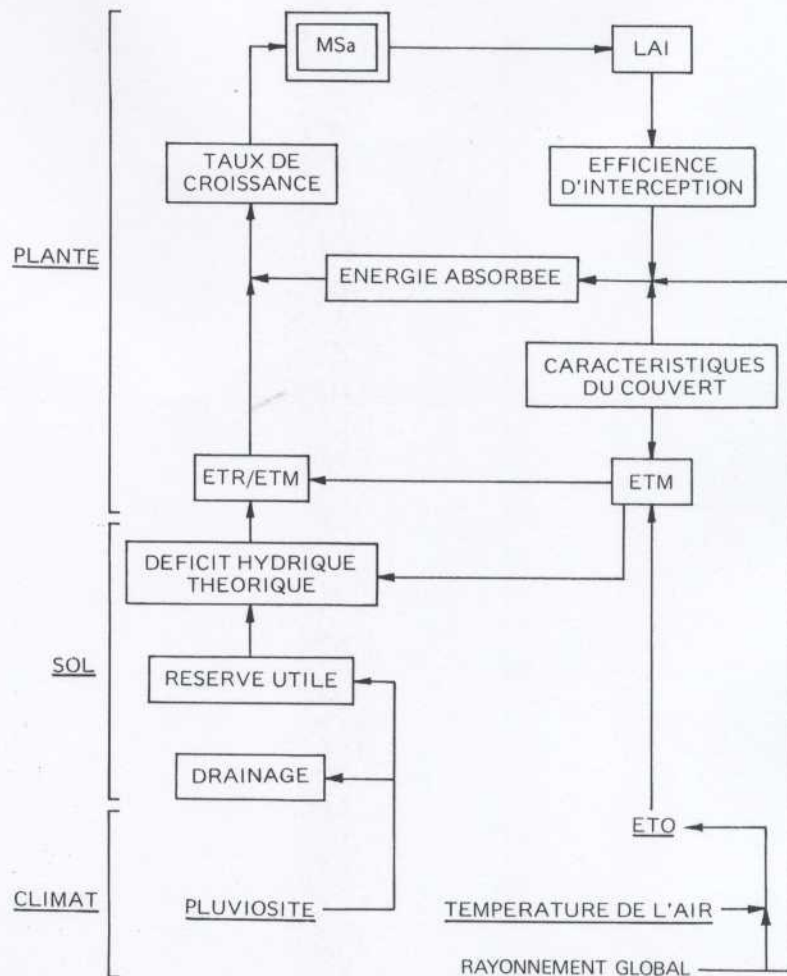 MSa
LAI
TAUX DE
CROISSANCE
EFFICIENCE
D'INTERCEPTION
PLANTE
ENERGIE ABSORBEE
CARACTERISTIQUES
DU COUVERT
ETR/ETM
ETM
DEFICIT HYDRIQUE
THEORIQUE
SOL
RESERVE UTILE
DRAINAGE
ETO
CLIMAT
PLUVIOSITE
TEMPERATURE DE L'AIR
RAYONNEMENT GLOBAL